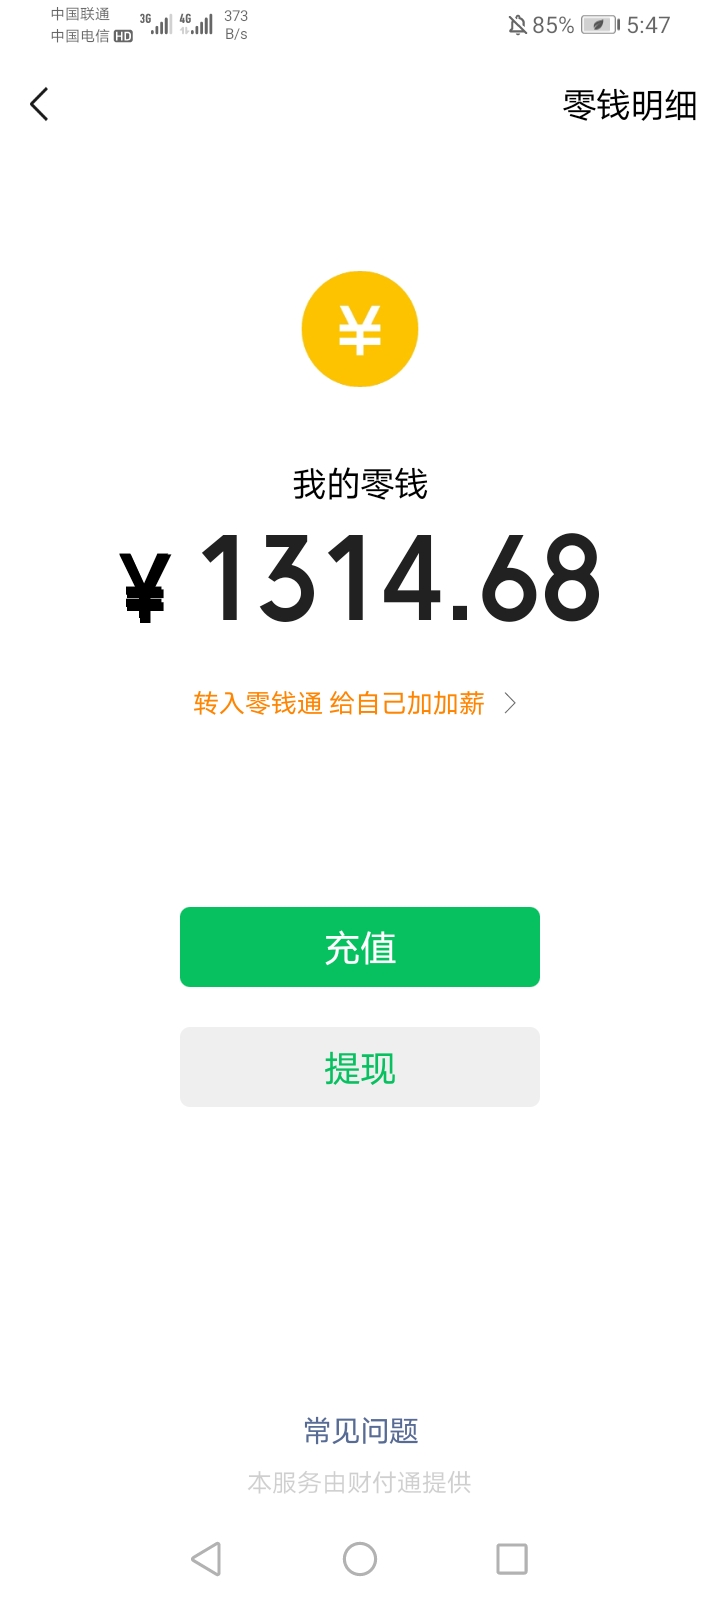 中国联通 3G 4G 373
中国电信 HD B/s 85% 5:47
零钱明细
¥
我的零钱
¥ 1314.68
转入零钱通 给自己加加薪
充值
提现
常见问题
本服务由财付通提供